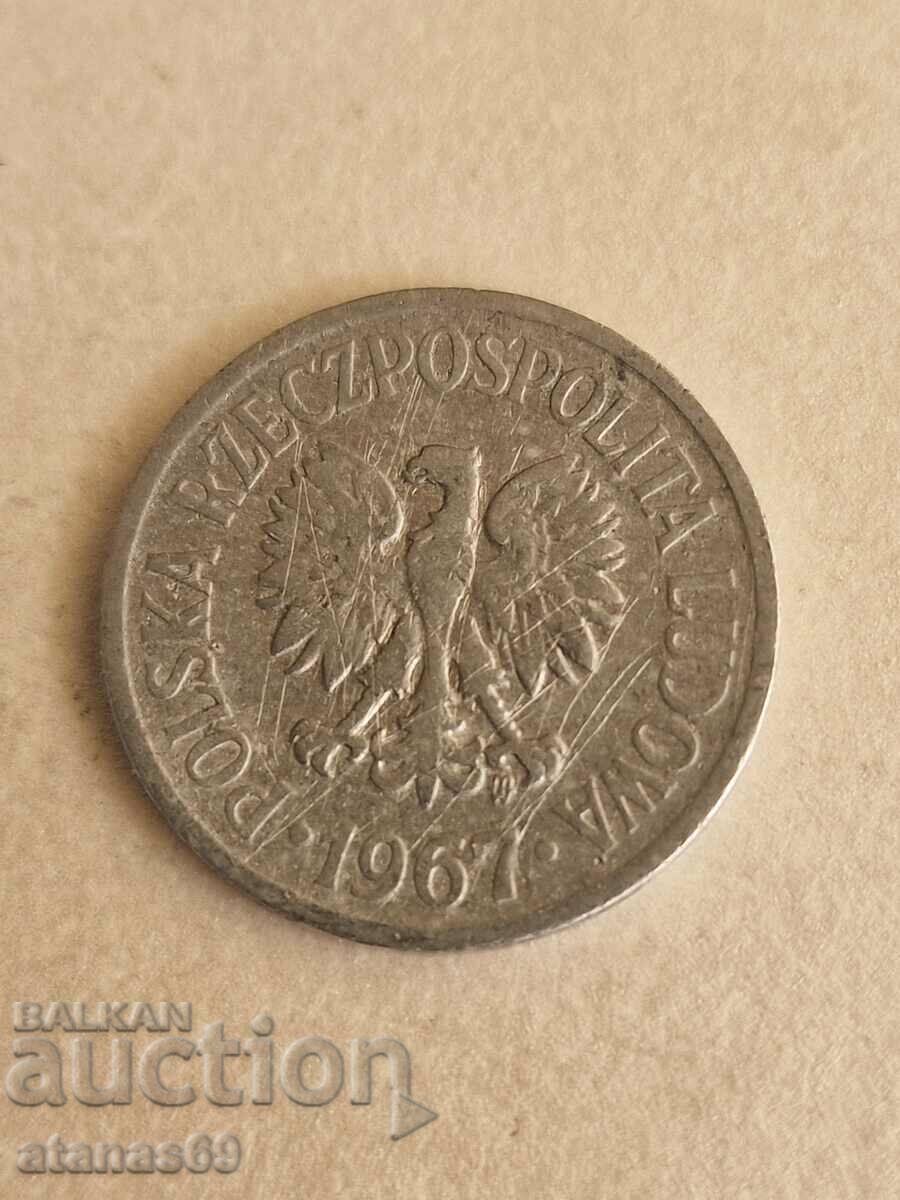 POLSKA RZECZPOSPOLITA LUDOWA
· 1967 ·
BALKAN
auction
atanas69